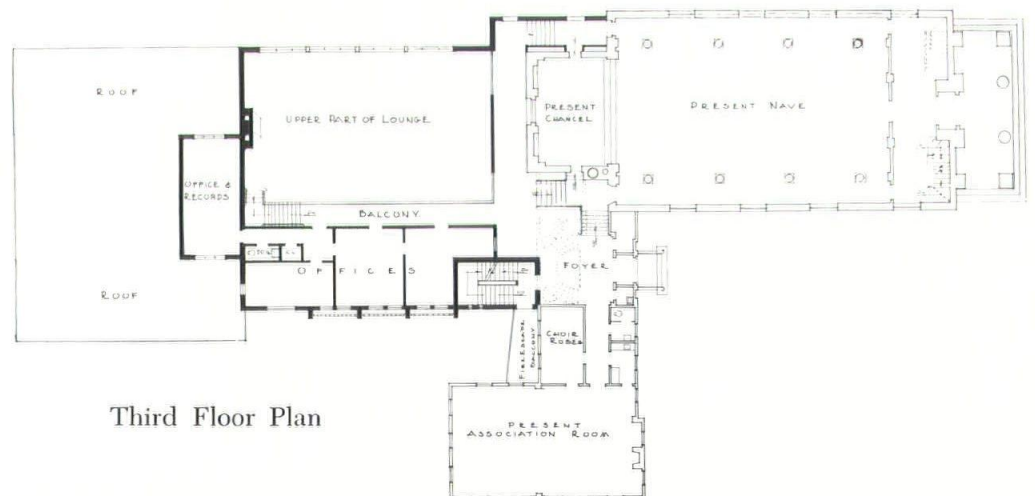 ROOF
UPPER PART OF LOUNGE
PRESENT
CHANCEL
PRESENT NAVE
OFFICE &
RECORDS
BALCONY
OFFICES
FOYER
ROOF
CHOIR
ROBES
FIRE ESCAPE
BALCONY
Third Floor Plan
PRESENT
ASSOCIATION ROOM